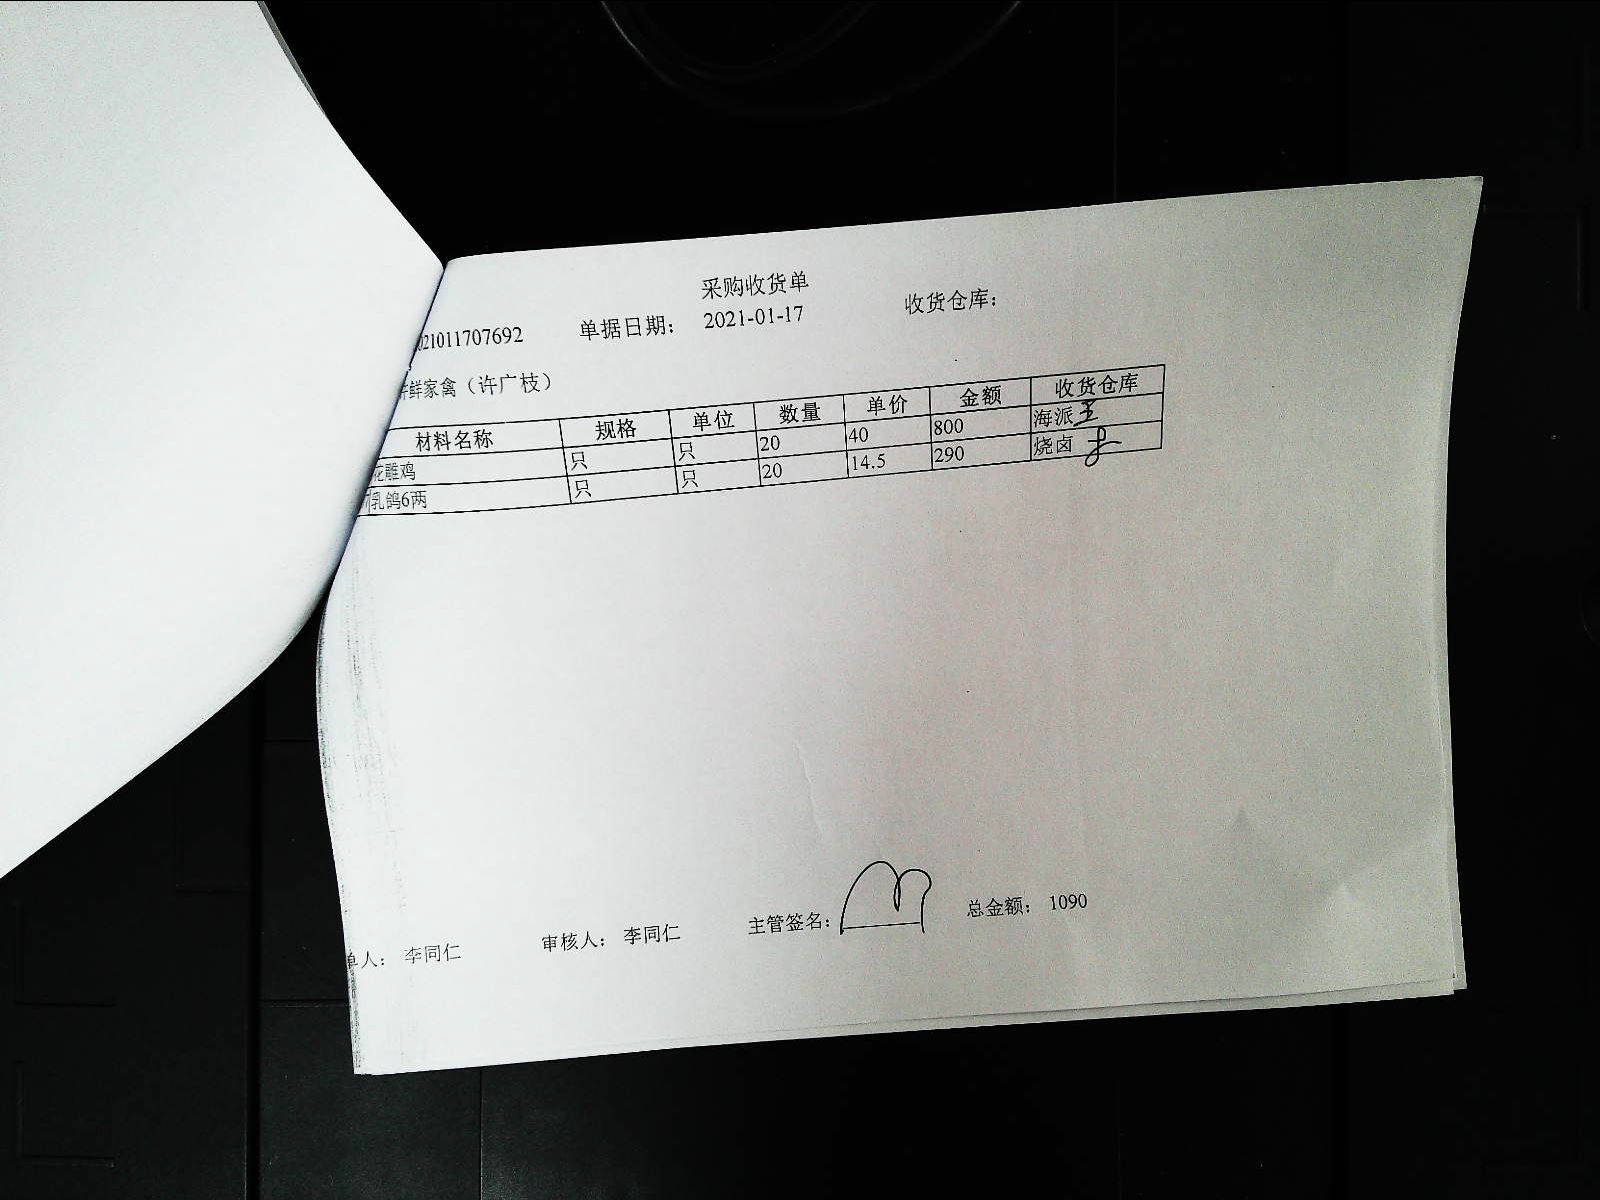 采购收货单
021011707692 单据日期： 2021-01-17 收货仓库：
鲜家禽（许广枝）
材料名称 规格 单位 数量 单价 金额 收货仓库
花雕鸡 只 只 20 40 800 海派 王
乳鸽6两 只 只 20 14.5 290 烧卤
单人： 李同仁 审核人： 李同仁 主管签名： 总金额： 1090